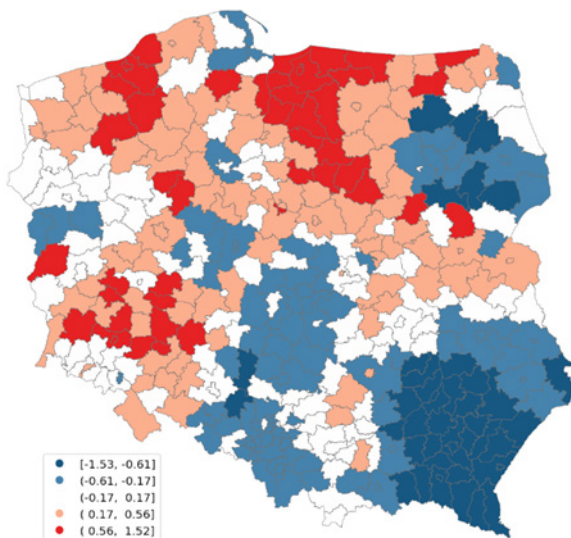 [-1.53, -0.61]
(-0.61, -0.17]
(-0.17, 0.17]
( 0.17, 0.56]
( 0.56, 1.52]